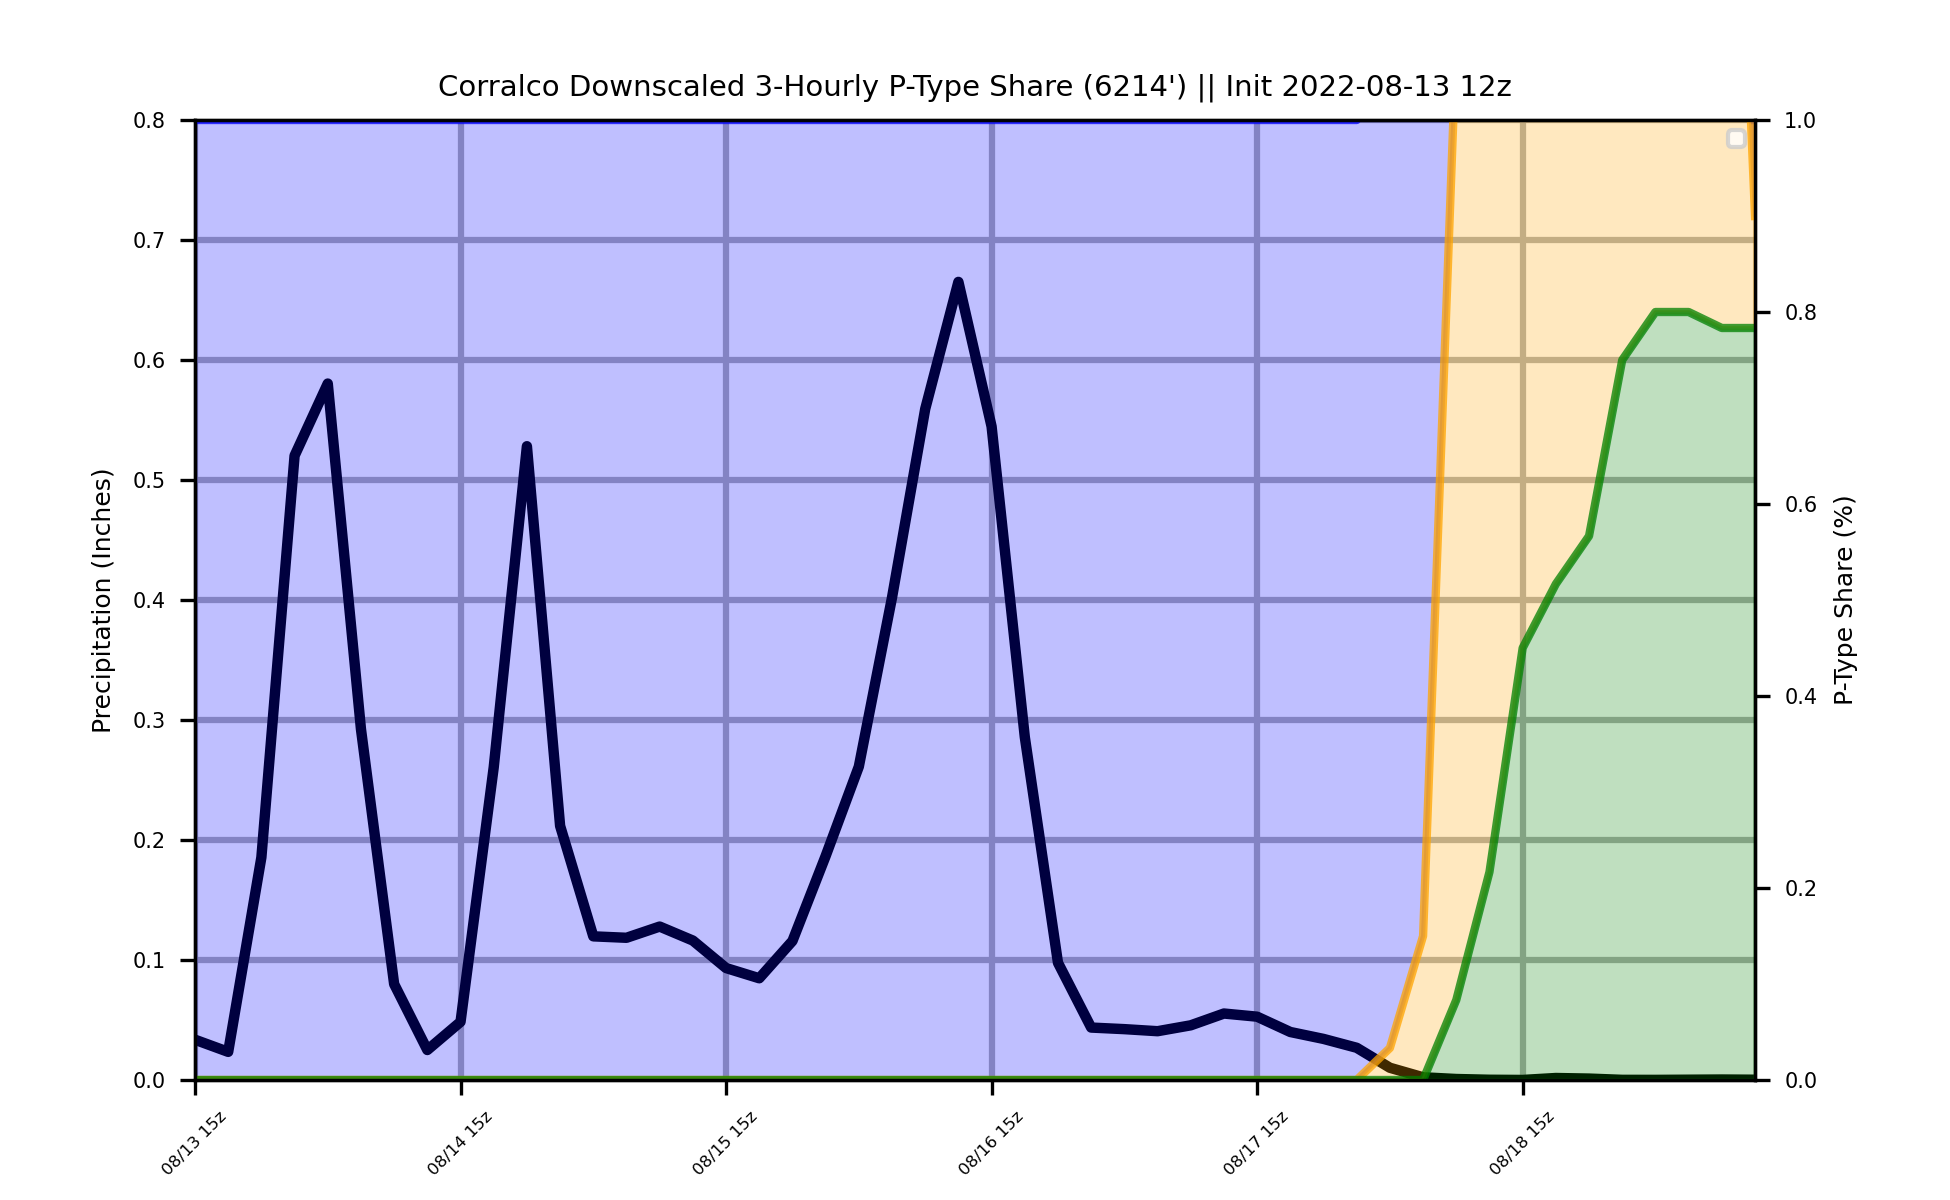 Corralco Downscaled 3-Hourly P-Type Share (6214') || Init 2022-08-13 12z
Precipitation (Inches)
0.8
0.7
0.6
0.5
0.4
0.3
0.2
0.1
0.0
1.0
0.8
0.6
0.4
0.2
0.0
P-Type Share (%)
08/13 15z
08/14 15z
08/15 15z
08/16 15z
08/17 15z
08/18 15z